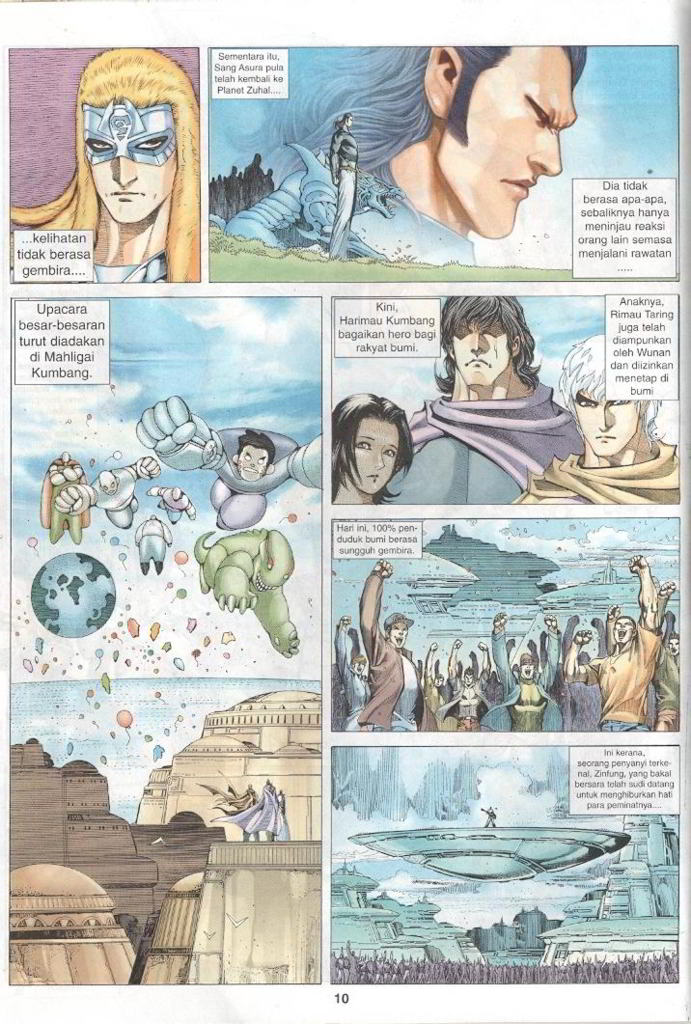 ...kelihatan
tidak berasa
gembira....
Sementara itu,
Sang Asura pula
telah kembali ke
Planet Zuhal....
Dia tidak
berasa apa-apa,
sebaliknya hanya
meninjau reaksi
orang lain semasa
menjalani rawatan
.....
Upacara
besar-besaran
turut diadakan
di Mahligai
Kumbang.
Kini,
Harimau Kumbang
bagaikan hero bagi
rakyat bumi.
Anaknya,
Rimau Taring
juga telah
diampunkan
oleh Wunan
dan diizinkan
menetap di
bumi
Hari ini, 100% pen-
duduk bumi berasa
sungguh gembira.
Ini kerana,
seorang penyanyi terke-
nal, Zinfung, yang bakal
bersara telah sudi datang
untuk menghiburkan hati
para peminatnya....
10